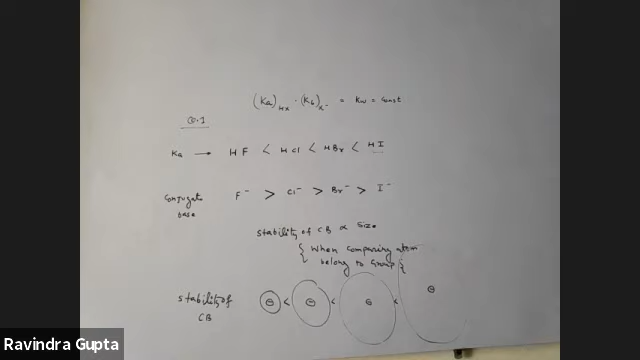 (Ka)HX · (Kb)X⁻ = Kw = Const
Q.1
Ka → HF < HCl < HBr < HI
Conjugate base F⁻ > Cl⁻ > Br⁻ > I⁻
Stability of CB ∝ Size
{ When comparing atom
belong to Group }
Stability of CB ⊖ < ⊖ < ⊖ < ⊖
Ravindra Gupta